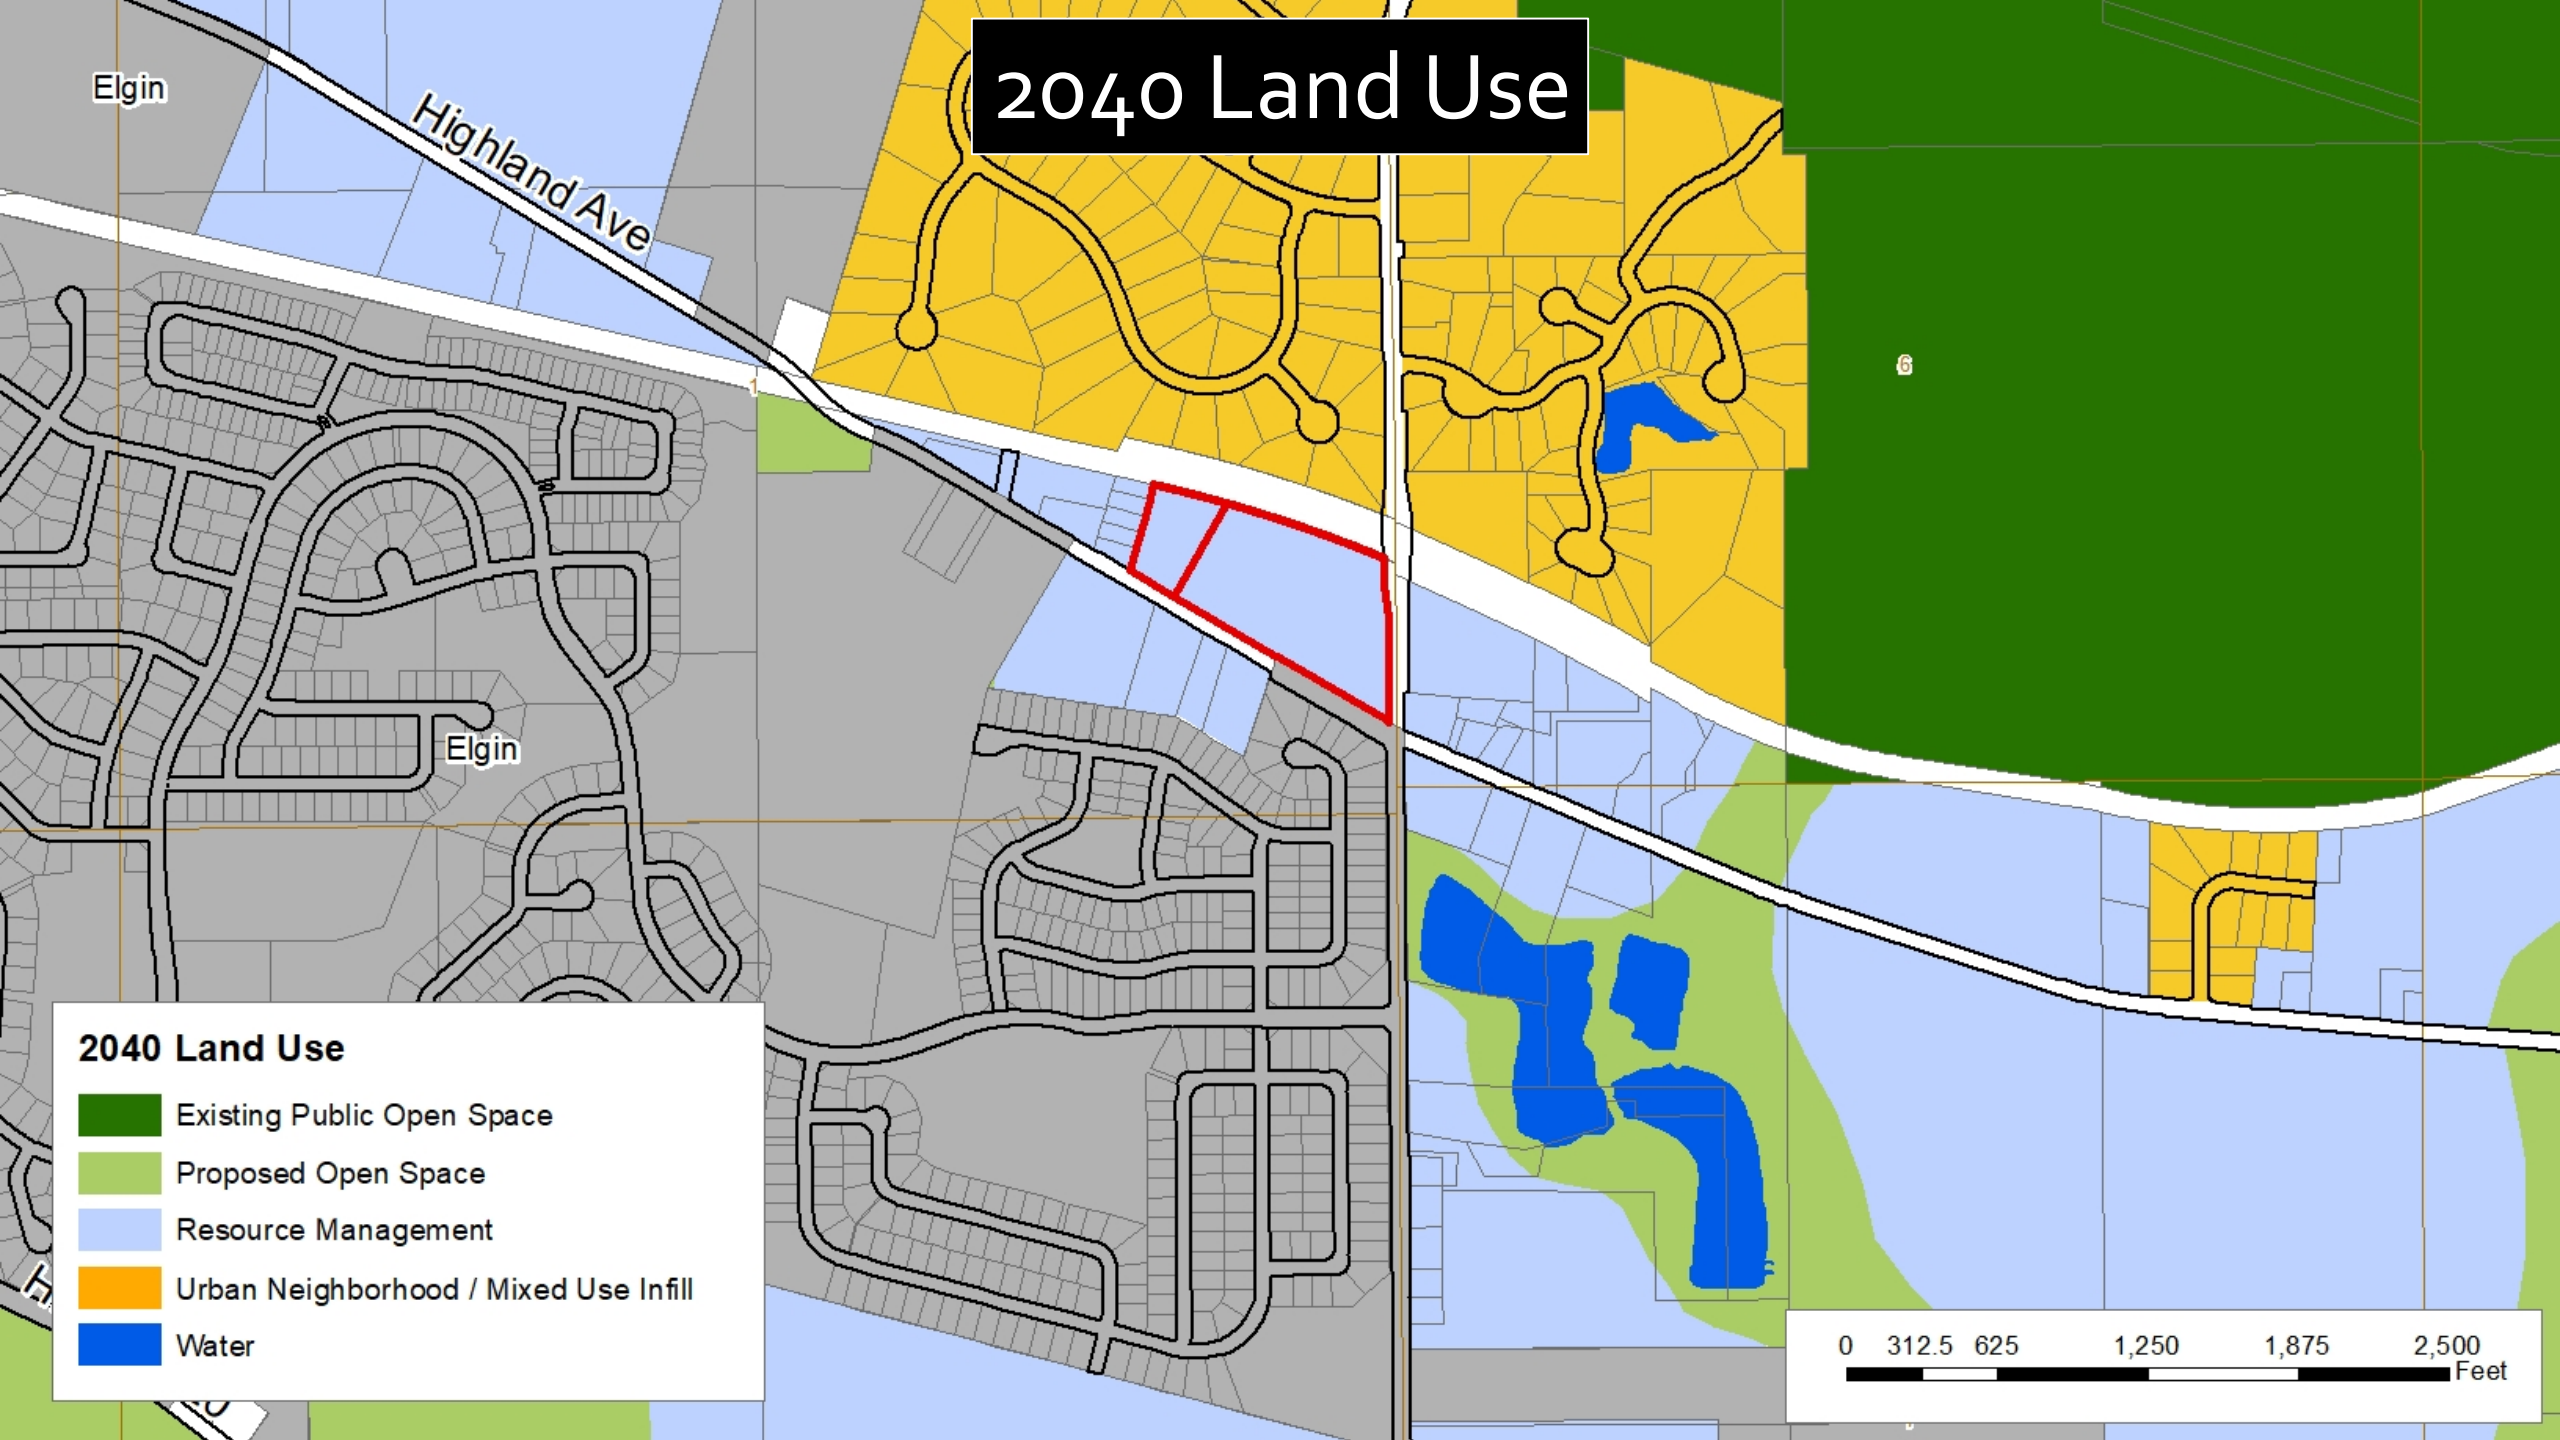 2040 Land Use
Elgin
Highland Ave
1
6
Elgin
2040 Land Use
Existing Public Open Space
Proposed Open Space
Resource Management
Urban Neighborhood / Mixed Use Infill
Water
0 312.5 625 1,250 1,875 2,500
Feet